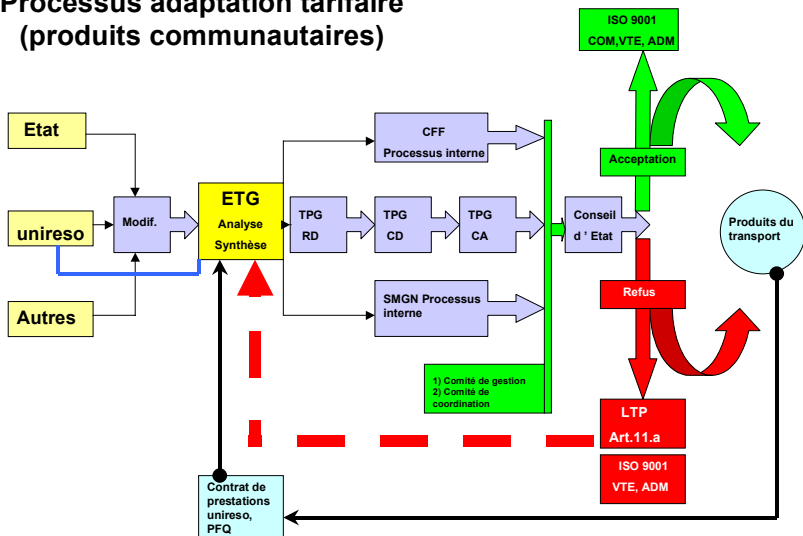 Processus adaptation tarifaire
(produits communautaires)
ISO 9001
COM,VTE, ADM
Etat
CFF
Processus interne
Acceptation
unireso
Modif.
ETG
Analyse
Synthèse
TPG
RD
TPG
CD
TPG
CA
Conseil
d ’ Etat
Produits du
transport
Autres
SMGN Processus
interne
Refus
1) Comité de gestion
2) Comité de
coordination
LTP
Art.11.a
ISO 9001
VTE, ADM
Contrat de
prestations
unireso,
PFQ